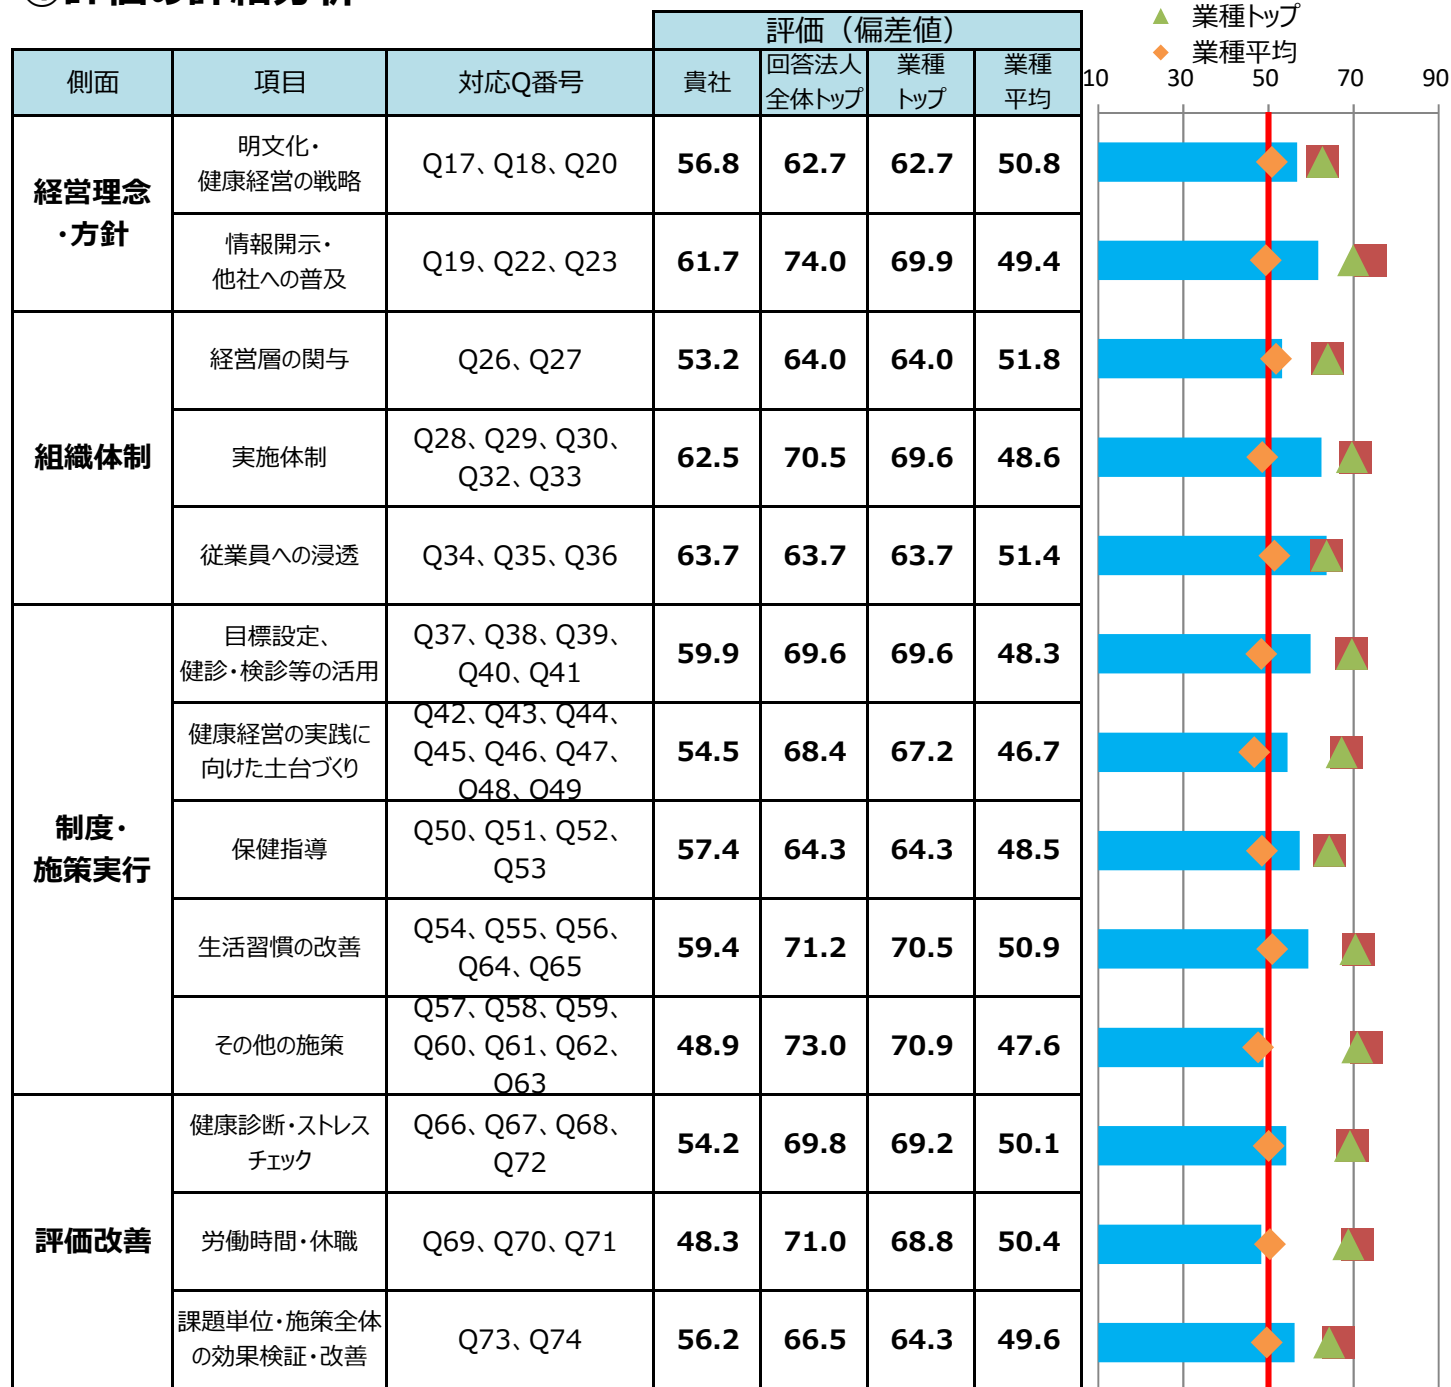 ①評価の詳細分析
▲ 業種トップ
◆ 業種平均
評価（偏差値）
側面 項目 対応Q番号 貴社 回答法人 業種 業種
全体トップ トップ 平均
10 30 50 70 90
経営理念
・方針
明文化・
健康経営の戦略
Q17、Q18、Q20 56.8 62.7 62.7 50.8
情報開示・
他社への普及
Q19、Q22、Q23 61.7 74.0 69.9 49.4
組織体制
経営層の関与 Q26、Q27 53.2 64.0 64.0 51.8
実施体制
Q28、Q29、Q30、
Q32、Q33
62.5 70.5 69.6 48.6
従業員への浸透 Q34、Q35、Q36 63.7 63.7 63.7 51.4
制度・
施策実行
目標設定、
健診・検診等の活用
Q37、Q38、Q39、
Q40、Q41
59.9 69.6 69.6 48.3
健康経営の実践に
向けた土台づくり
Q42、Q43、Q44、
Q45、Q46、Q47、
Q48、Q49
54.5 68.4 67.2 46.7
保健指導
Q50、Q51、Q52、
Q53
57.4 64.3 64.3 48.5
生活習慣の改善
Q54、Q55、Q56、
Q64、Q65
59.4 71.2 70.5 50.9
その他の施策
Q57、Q58、Q59、
Q60、Q61、Q62、
Q63
48.9 73.0 70.9 47.6
評価改善
健康診断・ストレス
チェック
Q66、Q67、Q68、
Q72
54.2 69.8 69.2 50.1
労働時間・休職 Q69、Q70、Q71 48.3 71.0 68.8 50.4
課題単位・施策全体
の効果検証・改善
Q73、Q74 56.2 66.5 64.3 49.6